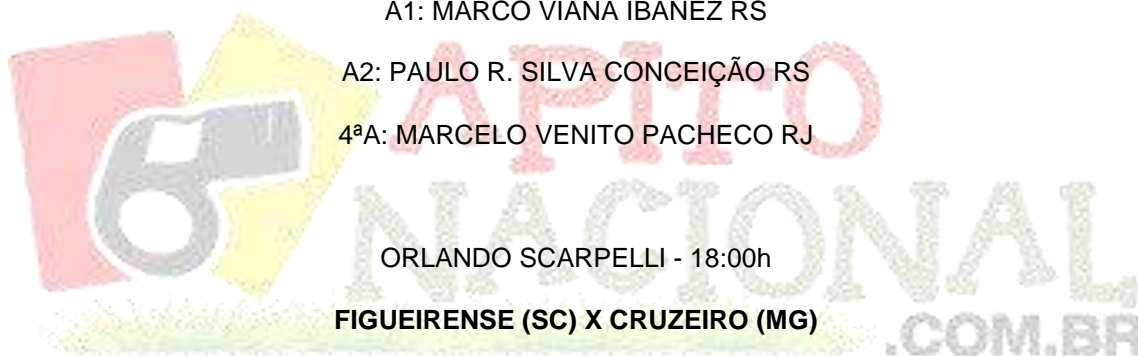 A1: MARCO VIANA IBANEZ RS
A2: PAULO R. SILVA CONCEIÇÃO RS
4ªA: MARCELO VENITO PACHECO RJ
APITO
NACIONAL
.COM.BR
ORLANDO SCARPELLI - 18:00h
FIGUEIRENSE (SC) X CRUZEIRO (MG)